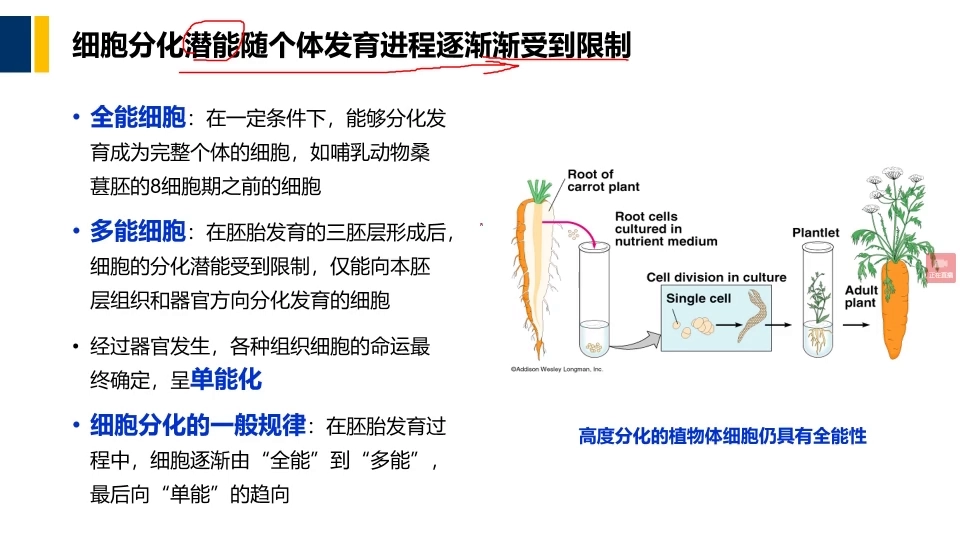 细胞分化潜能随个体发育进程逐渐渐受到限制
• 全能细胞：在一定条件下，能够分化发
育成为完整个体的细胞，如哺乳动物桑
葚胚的8细胞期之前的细胞
• 多能细胞：在胚胎发育的三胚层形成后，
细胞的分化潜能受到限制，仅能向本胚
层组织和器官方向分化发育的细胞
• 经过器官发生，各种组织细胞的命运最
终确定，呈单能化
• 细胞分化的一般规律：在胚胎发育过
程中，细胞逐渐由“全能”到“多能”，
最后向“单能”的趋向
Root of
carrot plant
Root cells
cultured in
nutrient medium
Cell division in culture
Single cell
Plantlet
Adult
plant
©Addison Wesley Longman, Inc.
高度分化的植物体细胞仍具有全能性
正在直播